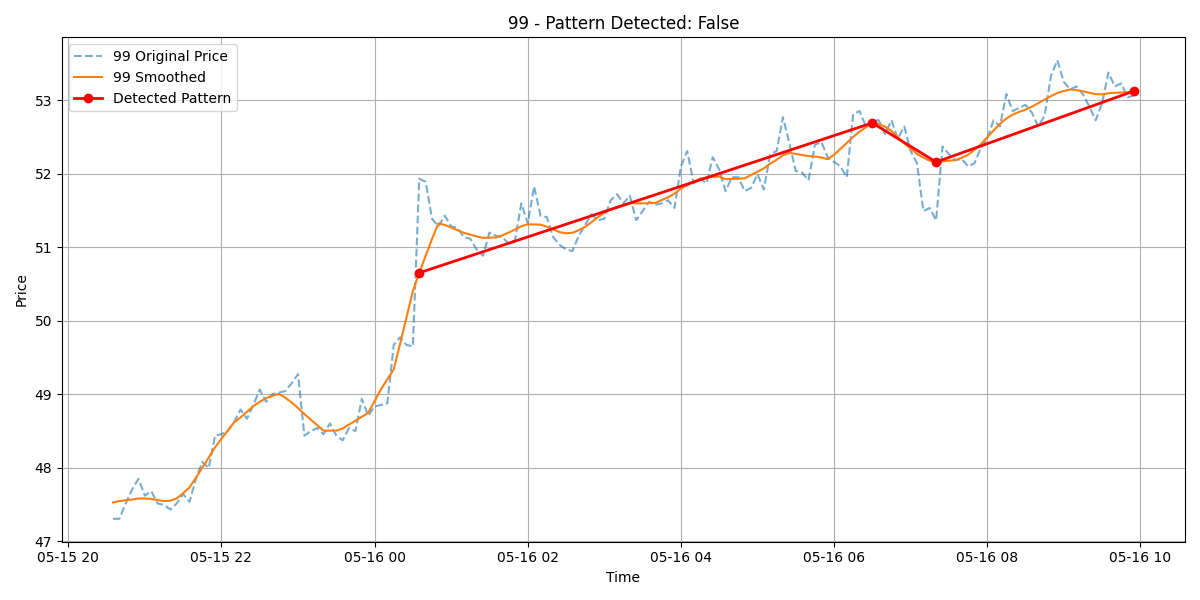 99 - Pattern Detected: False
99 Original Price
99 Smoothed
Detected Pattern
53
52
51
50
49
48
47
Price
05-15 20
05-15 22
05-16 00
05-16 02
05-16 04
05-16 06
05-16 08
05-16 10
Time